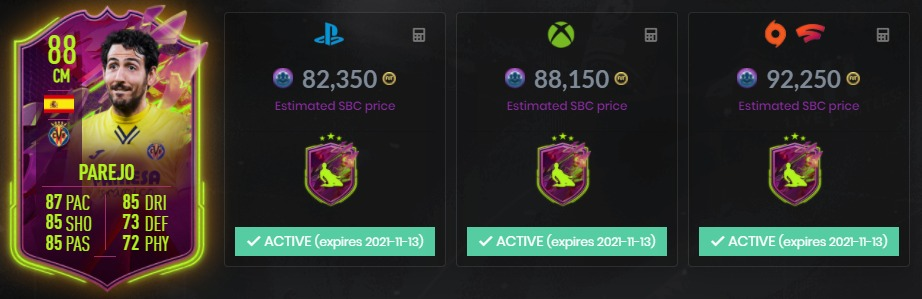 88
CM
PAREJO
87 PAC 85 DRI
85 SHO 73 DEF
85 PAS 72 PHY
82,350
Estimated SBC price
ACTIVE (expires 2021-11-13)
88,150
Estimated SBC price
ACTIVE (expires 2021-11-13)
92,250
Estimated SBC price
ACTIVE (expires 2021-11-13)